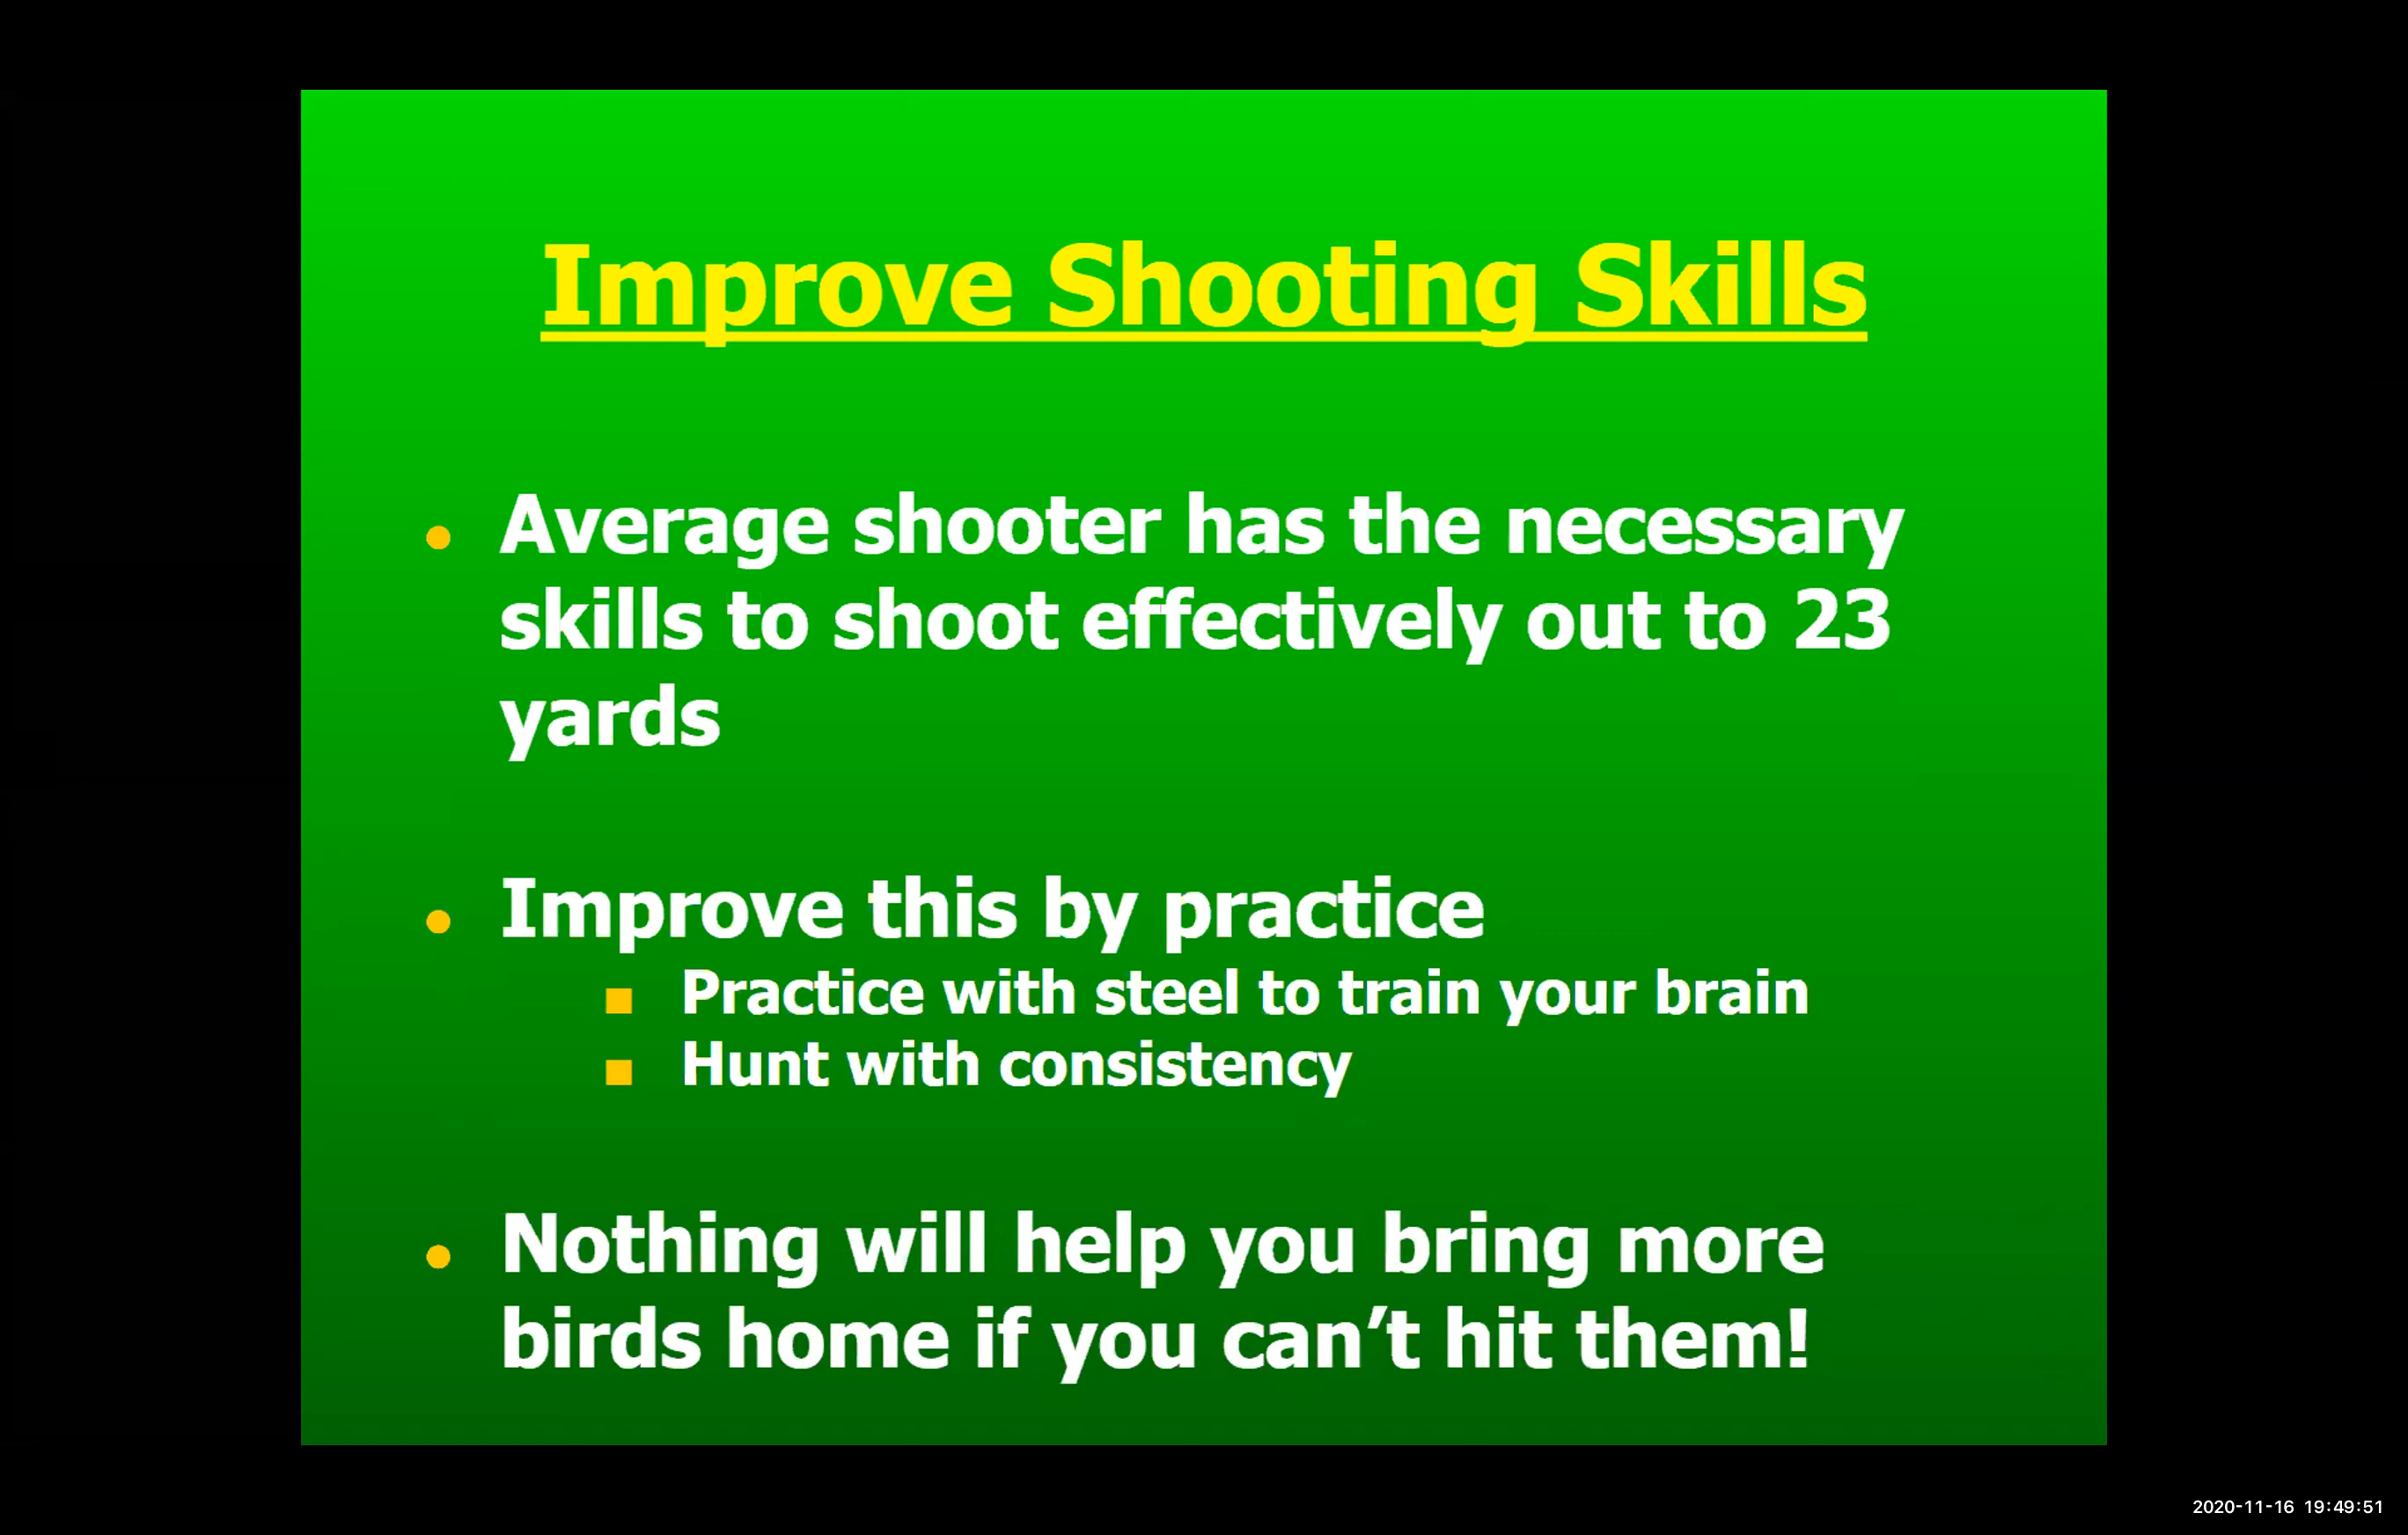 Improve Shooting Skills
Average shooter has the necessary
skills to shoot effectively out to 23
yards
Improve this by practice
Practice with steel to train your brain
Hunt with consistency
Nothing will help you bring more
birds home if you can’t hit them!
2020-11-16 19:49:51